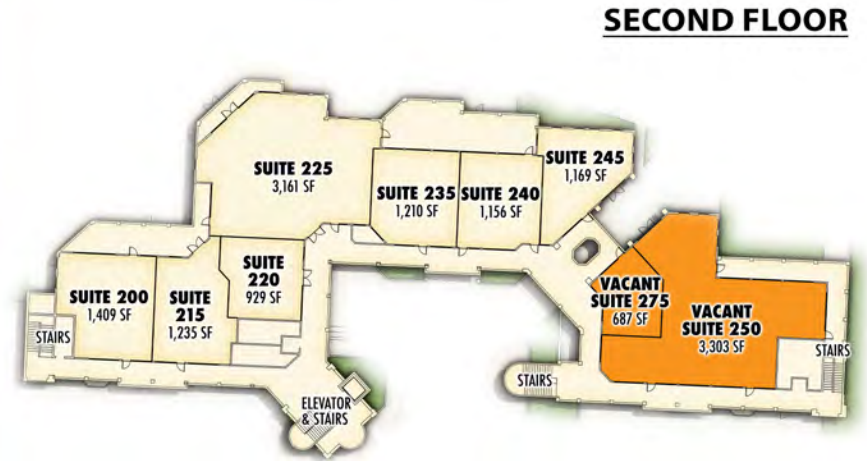 SECOND FLOOR
SUITE 225
3,161 SF
SUITE 235
1,210 SF
SUITE 240
1,156 SF
SUITE 245
1,169 SF
SUITE 200
1,409 SF
SUITE
215
1,235 SF
SUITE
220
929 SF
VACANT
SUITE 275
687 SF
VACANT
SUITE 250
3,303 SF
STAIRS
ELEVATOR
& STAIRS
STAIRS
STAIRS